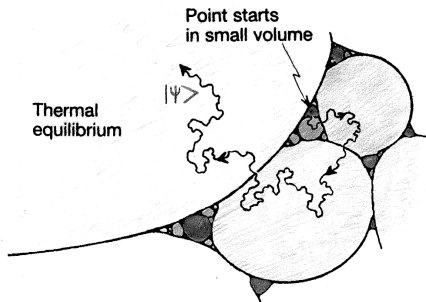 Point starts
in small volume
|Ψ>
Thermal
equilibrium